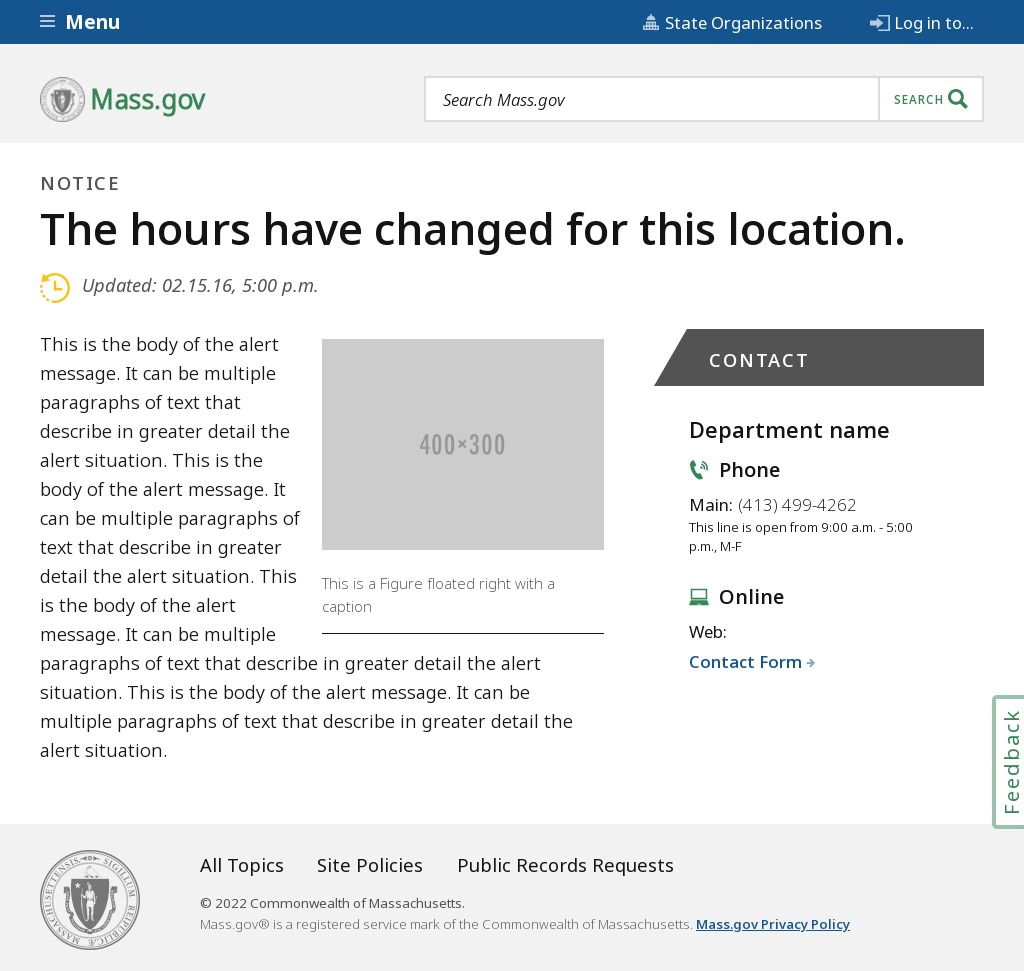 Menu
State Organizations
Log in to...
Mass.gov
Search Mass.gov
SEARCH
NOTICE
The hours have changed for this location.
Updated: 02.15.16, 5:00 p.m.
This is the body of the alert
message. It can be multiple
paragraphs of text that
describe in greater detail the
alert situation. This is the
body of the alert message. It
can be multiple paragraphs of
text that describe in greater
detail the alert situation. This
is the body of the alert
message. It can be multiple
paragraphs of text that describe in greater detail the alert
situation. This is the body of the alert message. It can be
multiple paragraphs of text that describe in greater detail the
alert situation.
400×300
This is a Figure floated right with a
caption
CONTACT
Department name
Phone
Main: (413) 499-4262
This line is open from 9:00 a.m. - 5:00
p.m., M-F
Online
Web:
Contact Form
Feedback
SIGILLUM REIPUBLICÆ MASSACHUSETTENSIS
All Topics
Site Policies
Public Records Requests
© 2022 Commonwealth of Massachusetts.
Mass.gov® is a registered service mark of the Commonwealth of Massachusetts. Mass.gov Privacy Policy